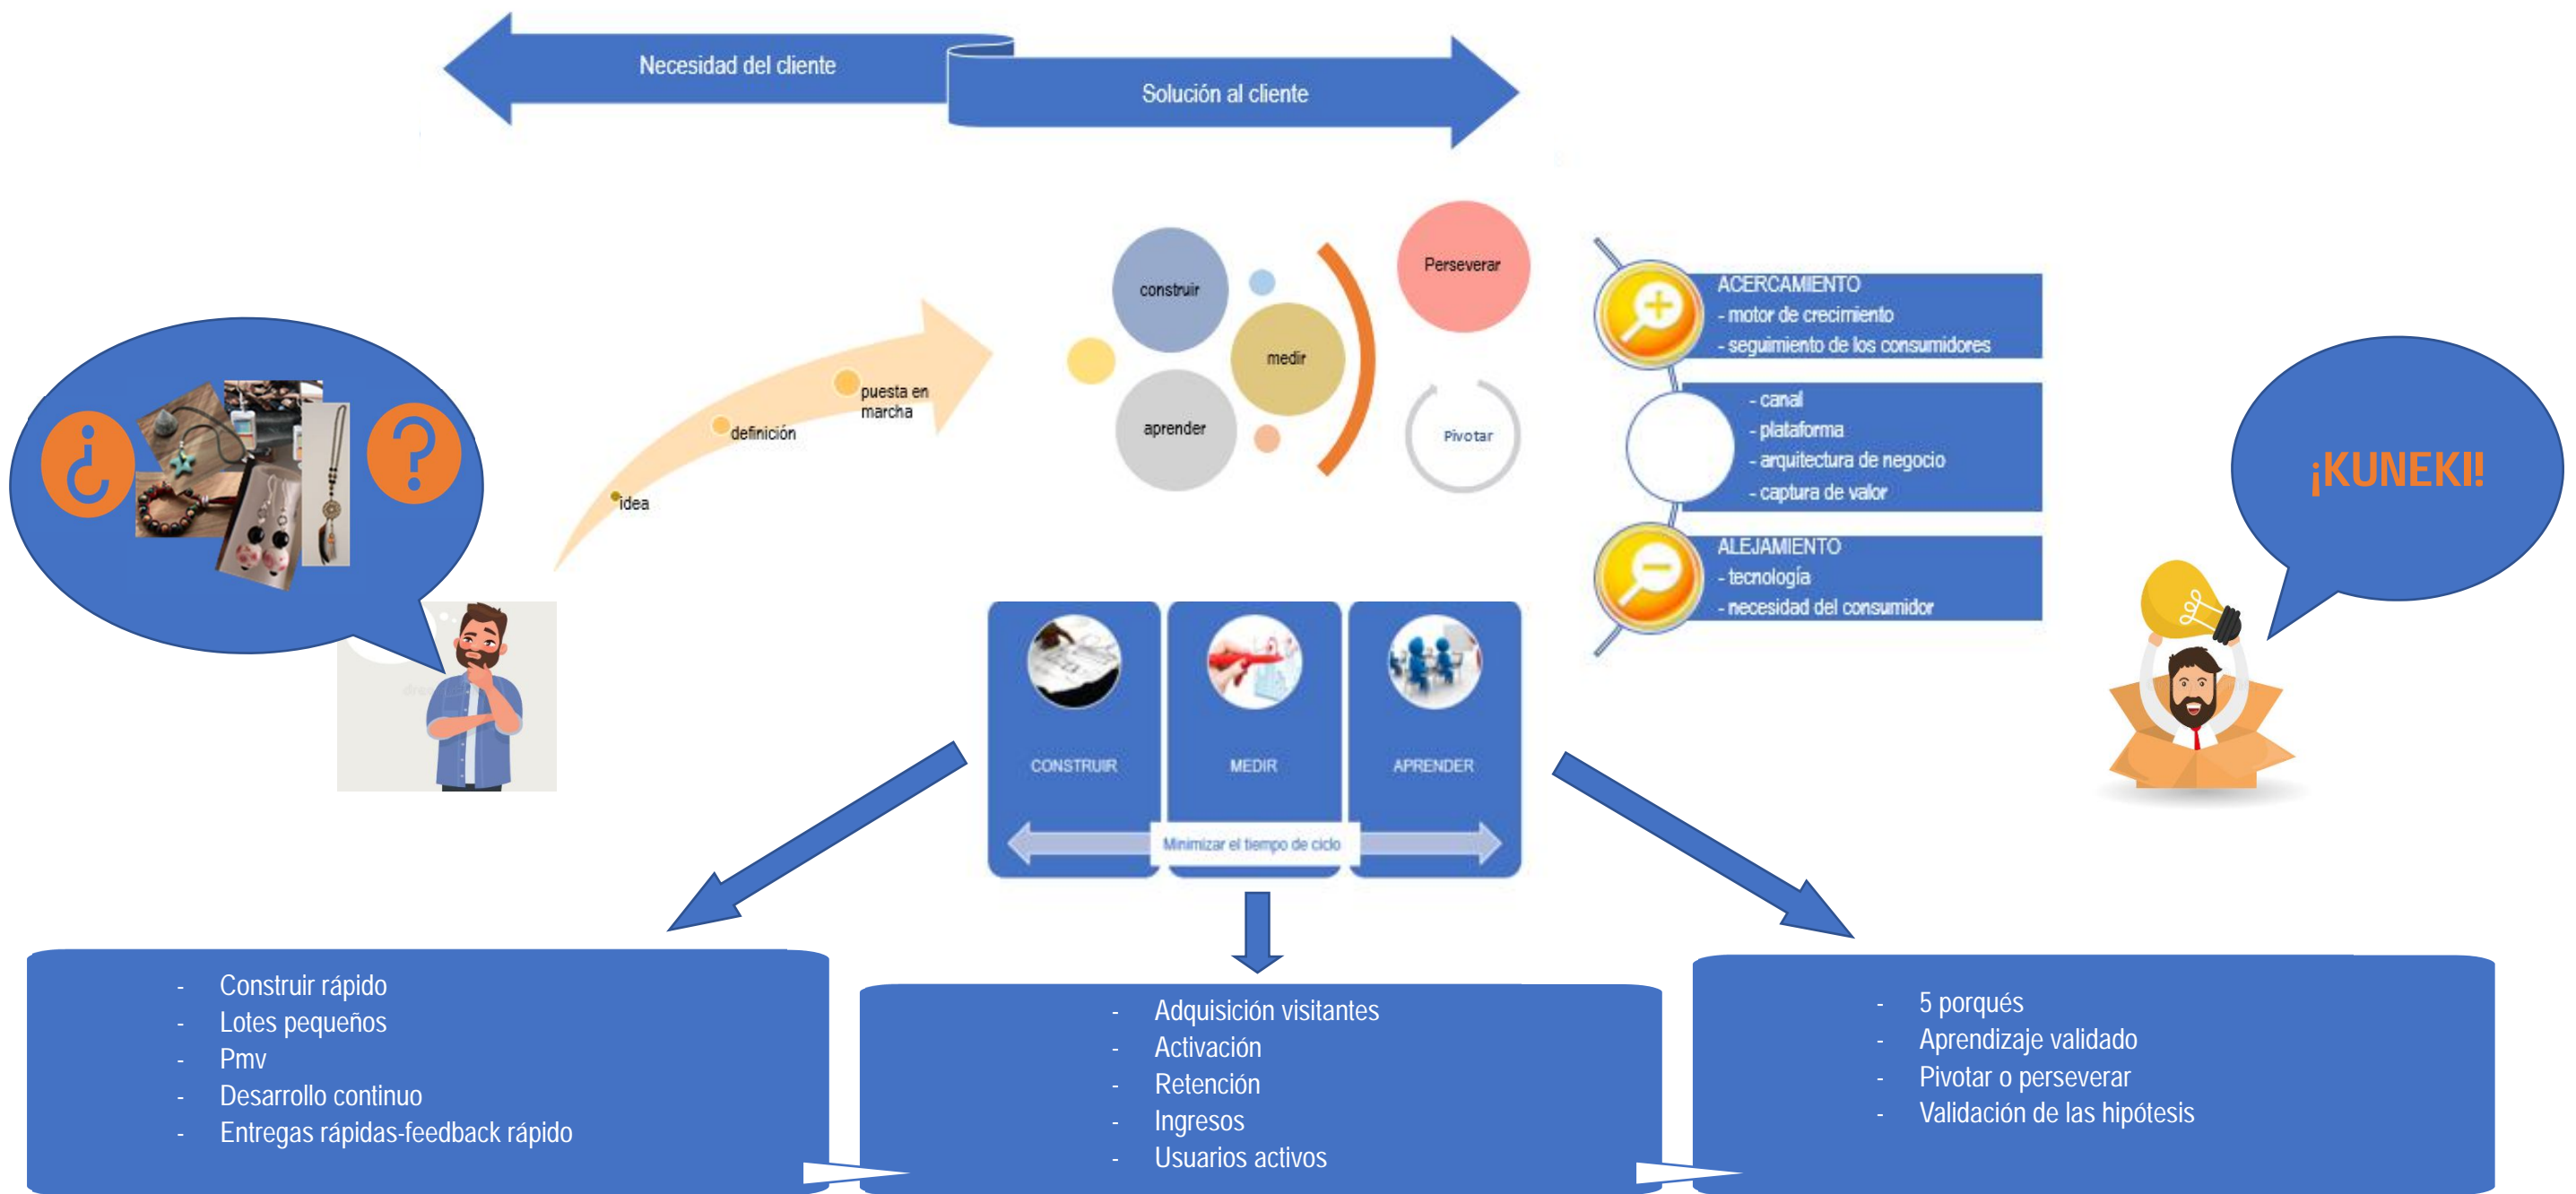 Necesidad del cliente
Solución al cliente
¿
?
idea
definición
puesta en
marcha
construir
medir
aprender
Perseverar
Pivotar
ACERCAMIENTO
- motor de crecimiento
- seguimiento de los consumidores
- canal
- plataforma
- arquitectura de negocio
- captura de valor
ALEJAMIENTO
- tecnología
- necesidad del consumidor
¡KUNEKI!
CONSTRUIR
MEDIR
APRENDER
Minimizar el tiempo de ciclo
- Construir rápido
- Lotes pequeños
- Pmv
- Desarrollo continuo
- Entregas rápidas-feedback rápido
- Adquisición visitantes
- Activación
- Retención
- Ingresos
- Usuarios activos
- 5 porqués
- Aprendizaje validado
- Pivotar o perseverar
- Validación de las hipótesis